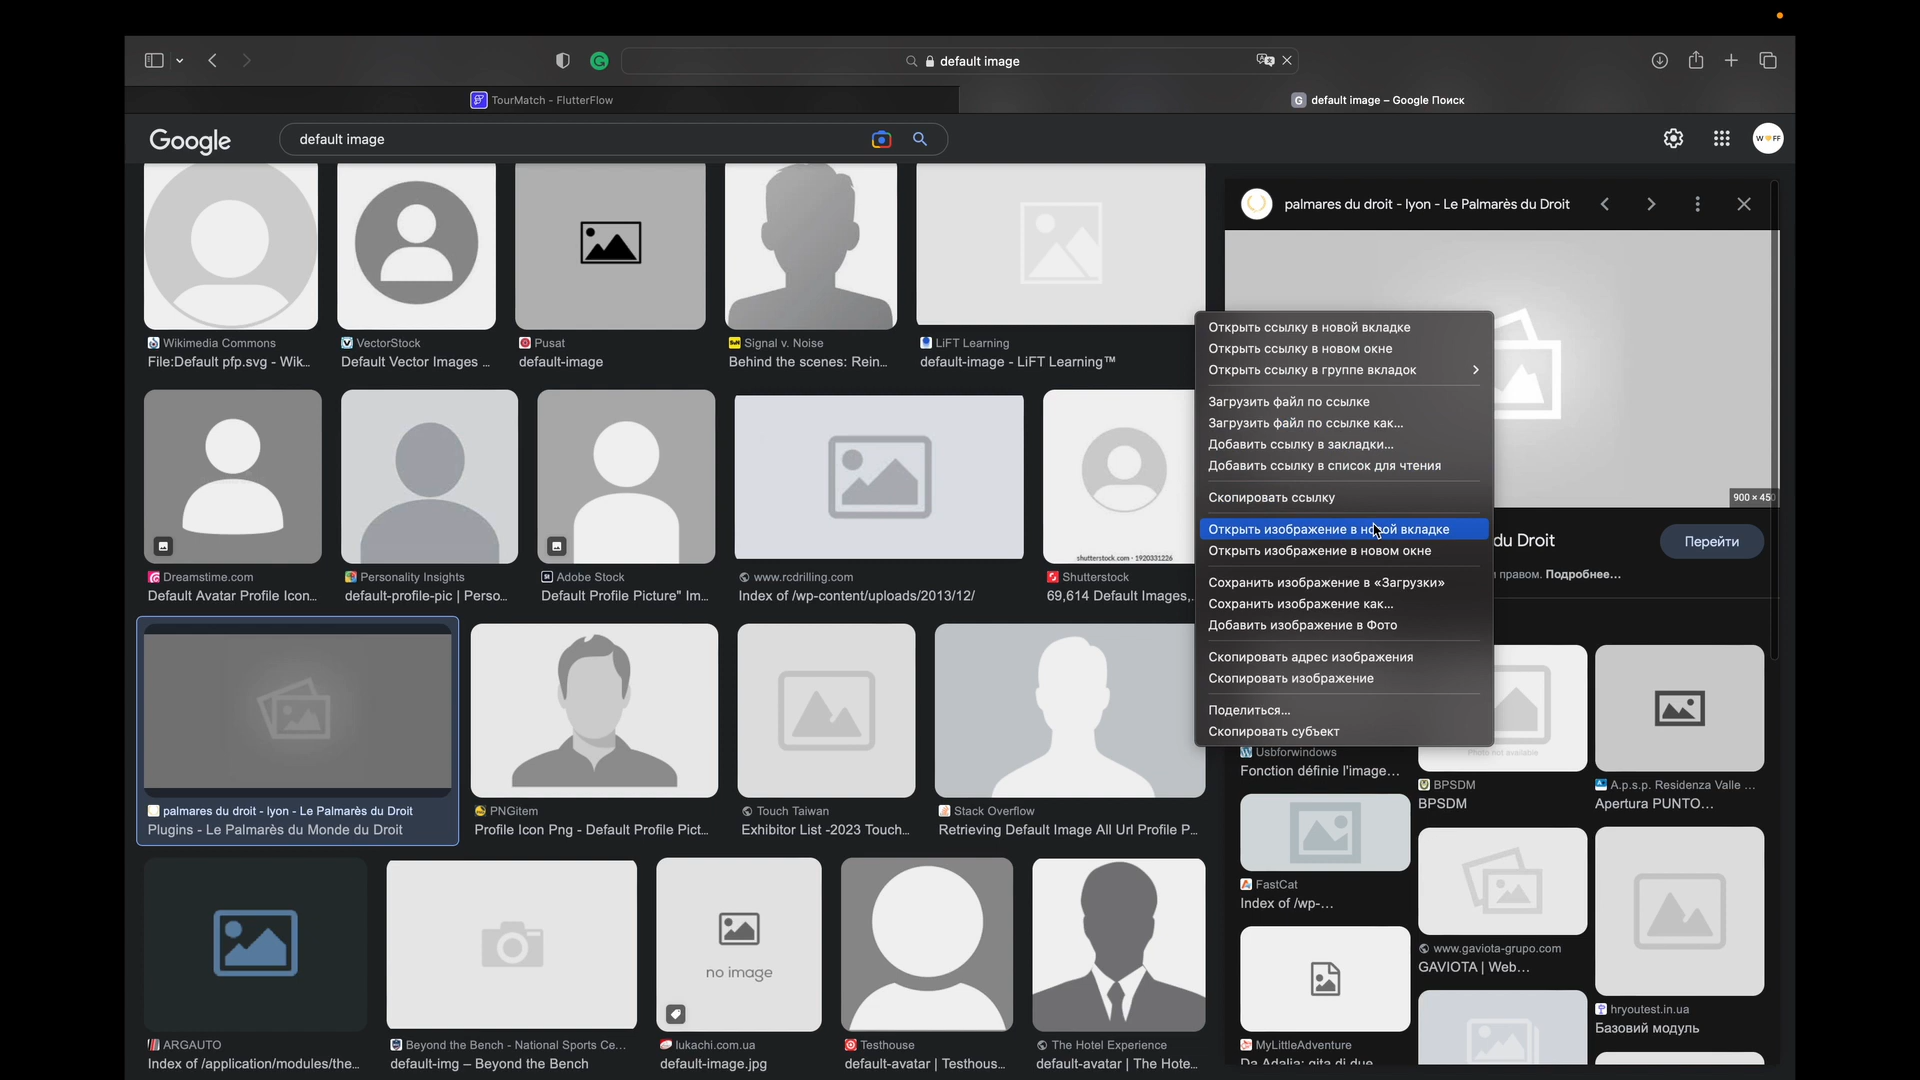 default image
TourMatch - FlutterFlow
default image – Google Поиск
Google
default image
W FF
Wikimedia Commons
File:Default pfp.svg - Wik...
VectorStock
Default Vector Images ...
Pusat
default-image
Signal v. Noise
Behind the scenes: Rein...
LiFT Learning
default-image - LiFT Learning™
Dreamstime.com
Default Avatar Profile Icon...
Personality Insights
default-profile-pic | Perso...
Adobe Stock
Default Profile Picture" Im...
www.rcdrilling.com
Index of /wp-content/uploads/2013/12/
shutterstock.com · 1920331226
Shutterstock
69,614 Default Images,...
palmares du droit - lyon - Le Palmarès du Droit
Plugins - Le Palmarès du Monde du Droit
PNGitem
Profile Icon Png - Default Profile Pict...
Touch Taiwan
Exhibitor List -2023 Touch...
Stack Overflow
Retrieving Default Image All Url Profile P...
ARGAUTO
Index of /application/modules/the...
Beyond the Bench - National Sports Ce...
default-img – Beyond the Bench
no image
lukachi.com.ua
default-image.jpg
Testhouse
default-avatar | Testhous...
The Hotel Experience
default-avatar | The Hote...
palmares du droit - lyon - Le Palmarès du Droit
Открыть ссылку в новой вкладке
Открыть ссылку в новом окне
Открыть ссылку в группе вкладок
Загрузить файл по ссылке
Загрузить файл по ссылке как...
Добавить ссылку в закладки...
Добавить ссылку в список для чтения
Скопировать ссылку
Открыть изображение в новой вкладке
Открыть изображение в новом окне
Сохранить изображение в «Загрузки»
Сохранить изображение как...
Добавить изображение в Фото
Скопировать адрес изображения
Скопировать изображение
Поделиться...
Скопировать субъект
900 × 450
du Droit
Перейти
правом. Подробнее...
Usbforwindows
Fonction définie l'image...
Photo not available
BPSDM
BPSDM
A.p.s.p. Residenza Valle ...
Apertura PUNTO...
FastCat
Index of /wp-...
www.gaviota-grupo.com
GAVIOTA | Web...
hryoutest.in.ua
Базовий модуль
MyLittleAdventure
Da Adalia: gita di due